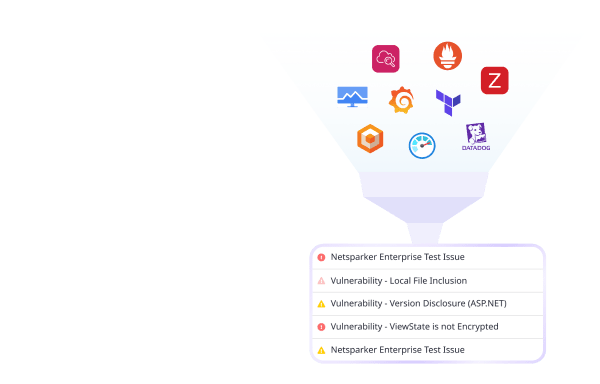 Z
DATADOG
Netsparker Enterprise Test Issue
Vulnerability - Local File Inclusion
Vulnerability - Version Disclosure (ASP.NET)
Vulnerability - ViewState is not Encrypted
Netsparker Enterprise Test Issue